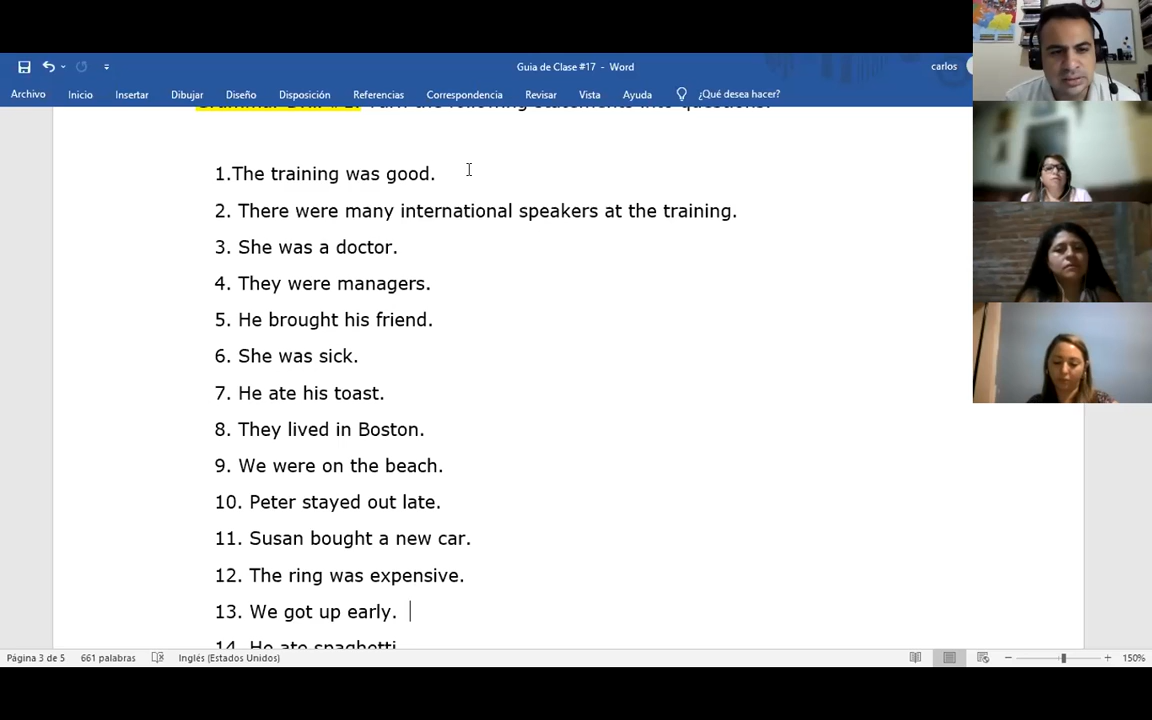 Guia de Clase #17 - Word
carlos
Archivo
Inicio
Insertar
Dibujar
Diseño
Disposición
Referencias
Correspondencia
Revisar
Vista
Ayuda
¿Qué desea hacer?
1.The training was good.
2. There were many international speakers at the training.
3. She was a doctor.
4. They were managers.
5. He brought his friend.
6. She was sick.
7. He ate his toast.
8. They lived in Boston.
9. We were on the beach.
10. Peter stayed out late.
11. Susan bought a new car.
12. The ring was expensive.
13. We got up early.
14. He ate spaghetti
Página 3 de 5
661 palabras
Inglés (Estados Unidos)
150%